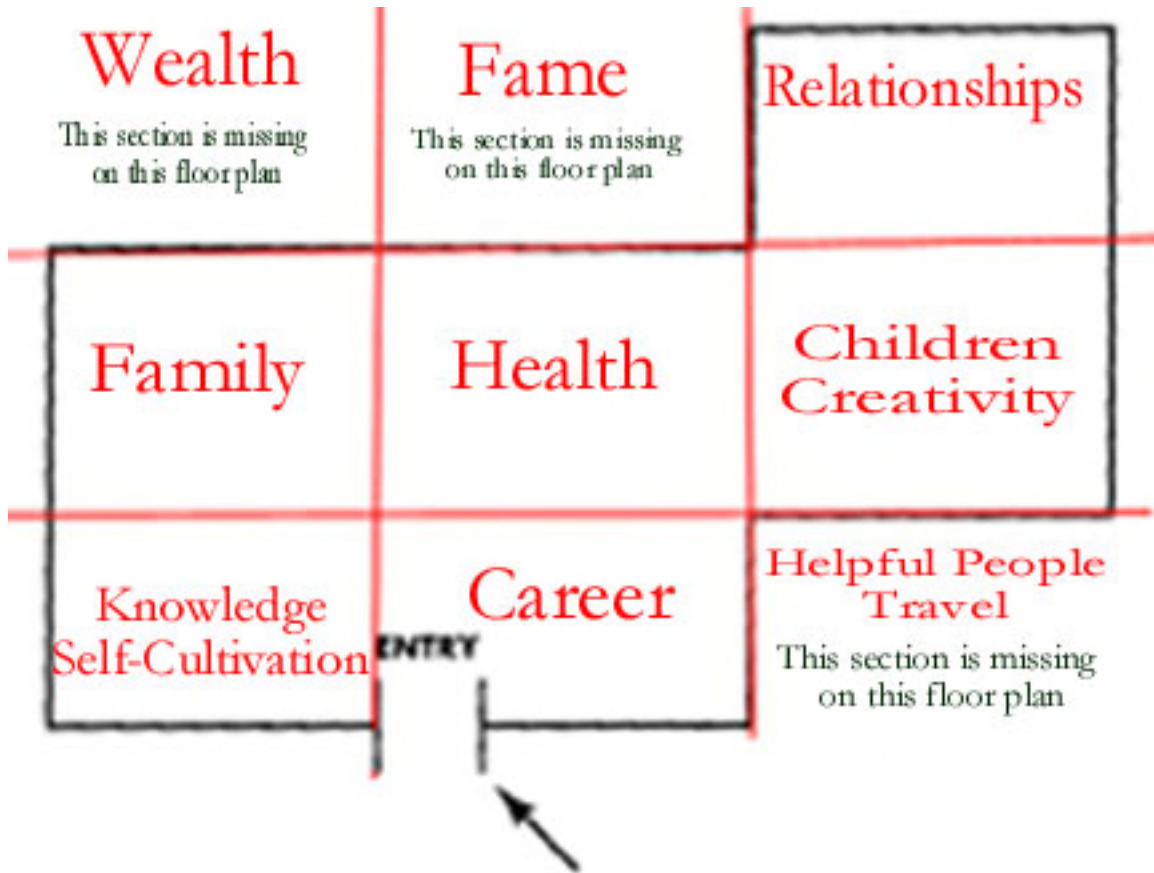 Wealth
This section is missing
on this floor plan
Fame
This section is missing
on this floor plan
Relationships
Family
Health
Children
Creativity
Knowledge
Self-Cultivation
ENTRY
Career
Helpful People
Travel
This section is missing
on this floor plan